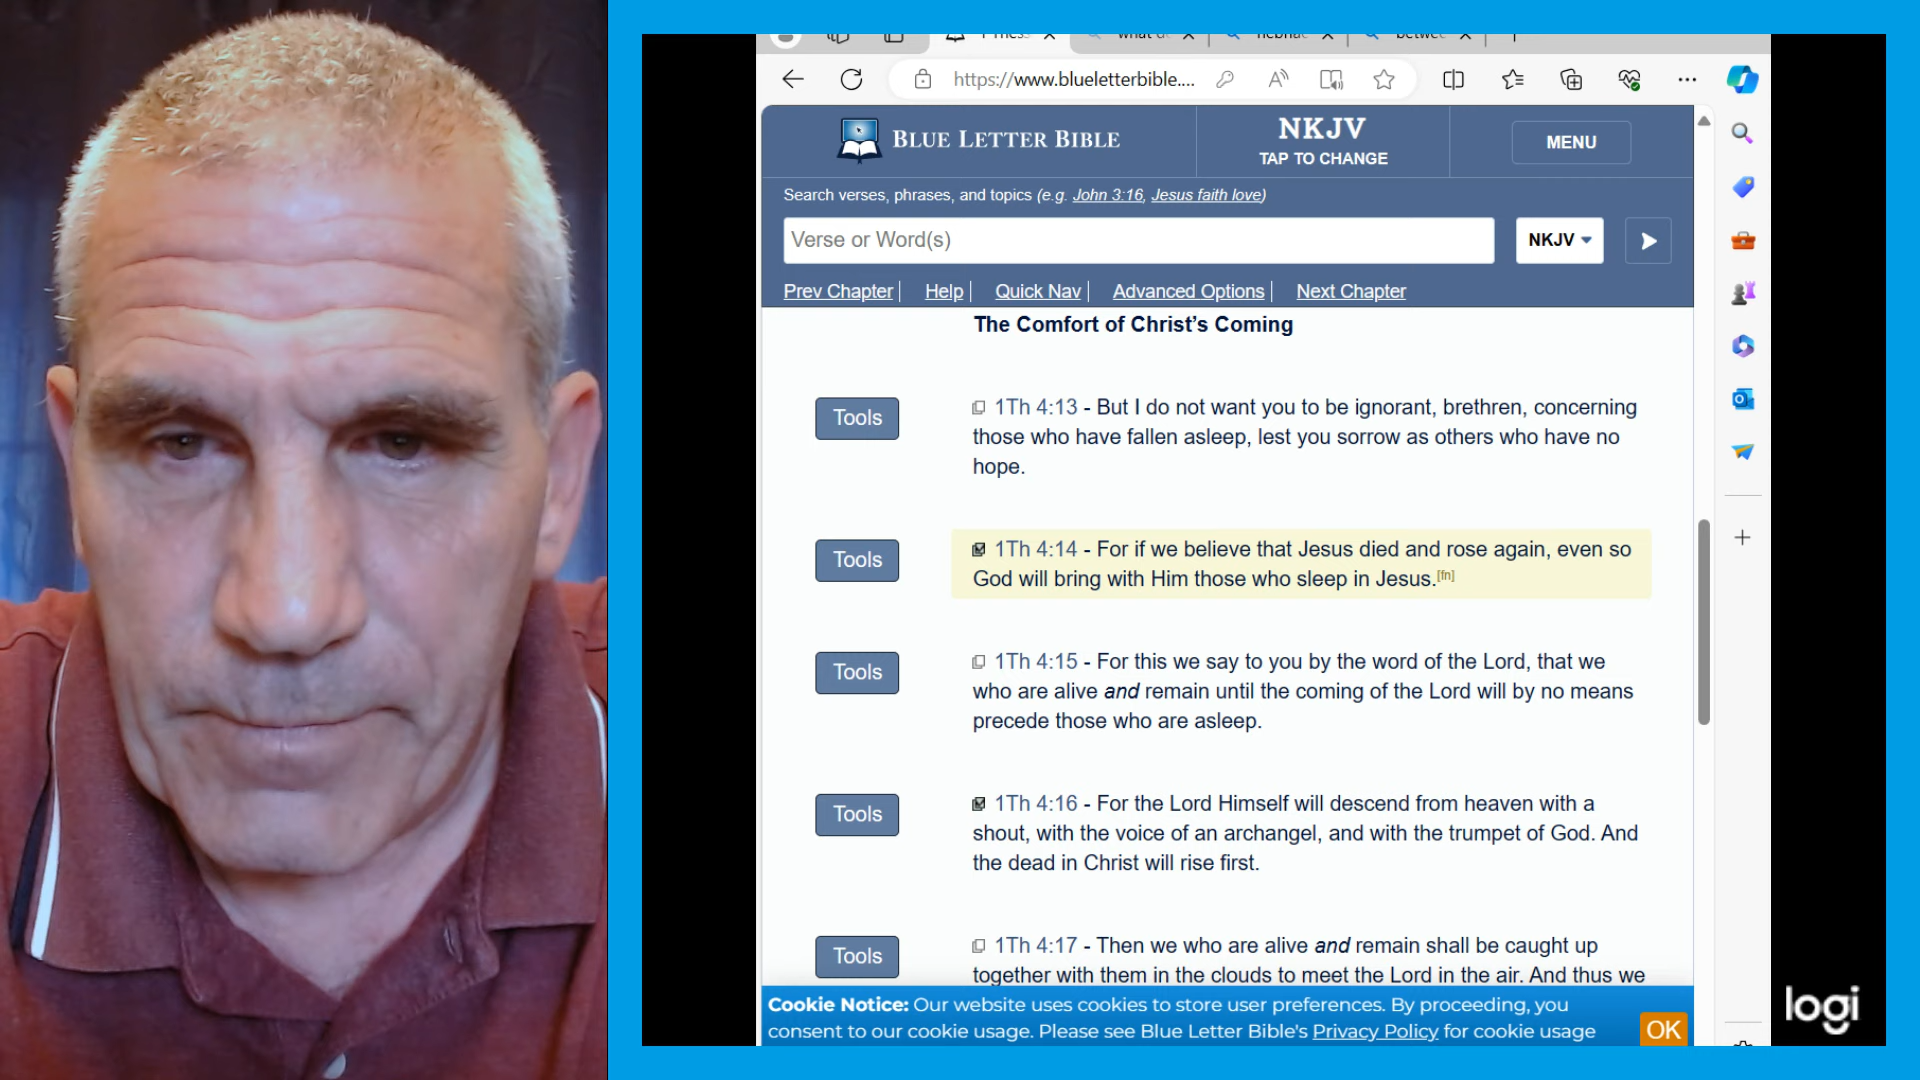 1 Thes
what d
betwe
https://www.blueletterbible....
BLUE LETTER BIBLE
NKJV
TAP TO CHANGE
MENU
Search verses, phrases, and topics (e.g. John 3:16, Jesus faith love)
Verse or Word(s)
NKJV
Prev Chapter | Help | Quick Nav | Advanced Options | Next Chapter
The Comfort of Christ's Coming
Tools
1Th 4:13 - But I do not want you to be ignorant, brethren, concerning
those who have fallen asleep, lest you sorrow as others who have no
hope.
Tools
1Th 4:14 - For if we believe that Jesus died and rose again, even so
God will bring with Him those who sleep in Jesus.[fn]
Tools
1Th 4:15 - For this we say to you by the word of the Lord, that we
who are alive and remain until the coming of the Lord will by no means
precede those who are asleep.
Tools
1Th 4:16 - For the Lord Himself will descend from heaven with a
shout, with the voice of an archangel, and with the trumpet of God. And
the dead in Christ will rise first.
Tools
1Th 4:17 - Then we who are alive and remain shall be caught up
together with them in the clouds to meet the Lord in the air. And thus we
Cookie Notice: Our website uses cookies to store user preferences. By proceeding, you
consent to our cookie usage. Please see Blue Letter Bible's Privacy Policy for cookie usage
OK
logi